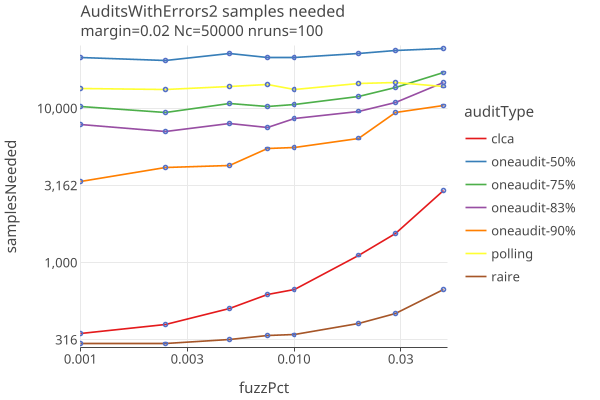 AuditsWithErrors2 samples needed
margin=0.02 Nc=50000 nruns=100
samplesNeeded
10,000
3,162
1,000
316
0.001
0.003
0.010
0.03
fuzzPct
auditType
clca
oneaudit-50%
oneaudit-75%
oneaudit-83%
oneaudit-90%
polling
raire